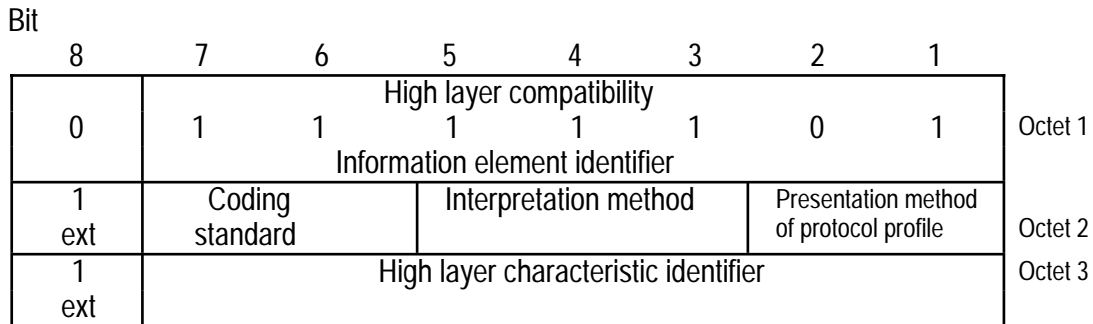 Bit
8 7 6 5 4 3 2 1
High layer compatibility
0 1 1 1 1 1 0 1 Octet 1
Information element identifier
1 Coding Interpretation method Presentation method
ext standard of protocol profile Octet 2
1 High layer characteristic identifier Octet 3
ext